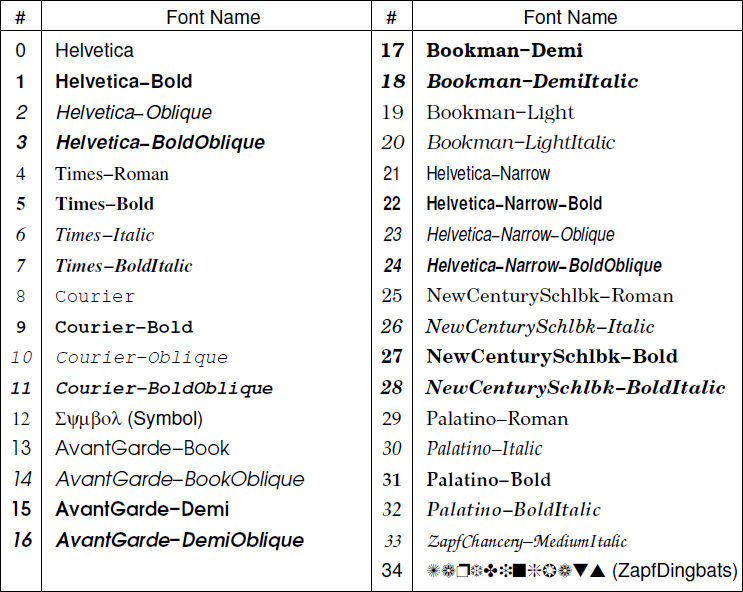 # Font Name
0 Helvetica
1 Helvetica-Bold
2 Helvetica-Oblique
3 Helvetica-BoldOblique
4 Times-Roman
5 Times-Bold
6 Times-Italic
7 Times-BoldItalic
8 Courier
9 Courier-Bold
10 Courier-Oblique
11 Courier-BoldOblique
12 Σψμβολ (Symbol)
13 AvantGarde-Book
14 AvantGarde-BookOblique
15 AvantGarde-Demi
16 AvantGarde-DemiOblique
# Font Name
17 Bookman-Demi
18 Bookman-DemiItalic
19 Bookman-Light
20 Bookman-LightItalic
21 Helvetica-Narrow
22 Helvetica-Narrow-Bold
23 Helvetica-Narrow-Oblique
24 Helvetica-Narrow-BoldOblique
25 NewCenturySchlbk-Roman
26 NewCenturySchlbk-Italic
27 NewCenturySchlbk-Bold
28 NewCenturySchlbk-BoldItalic
29 Palatino-Roman
30 Palatino-Italic
31 Palatino-Bold
32 Palatino-BoldItalic
33 ZapfChancery-MediumItalic
34 (ZapfDingbats)